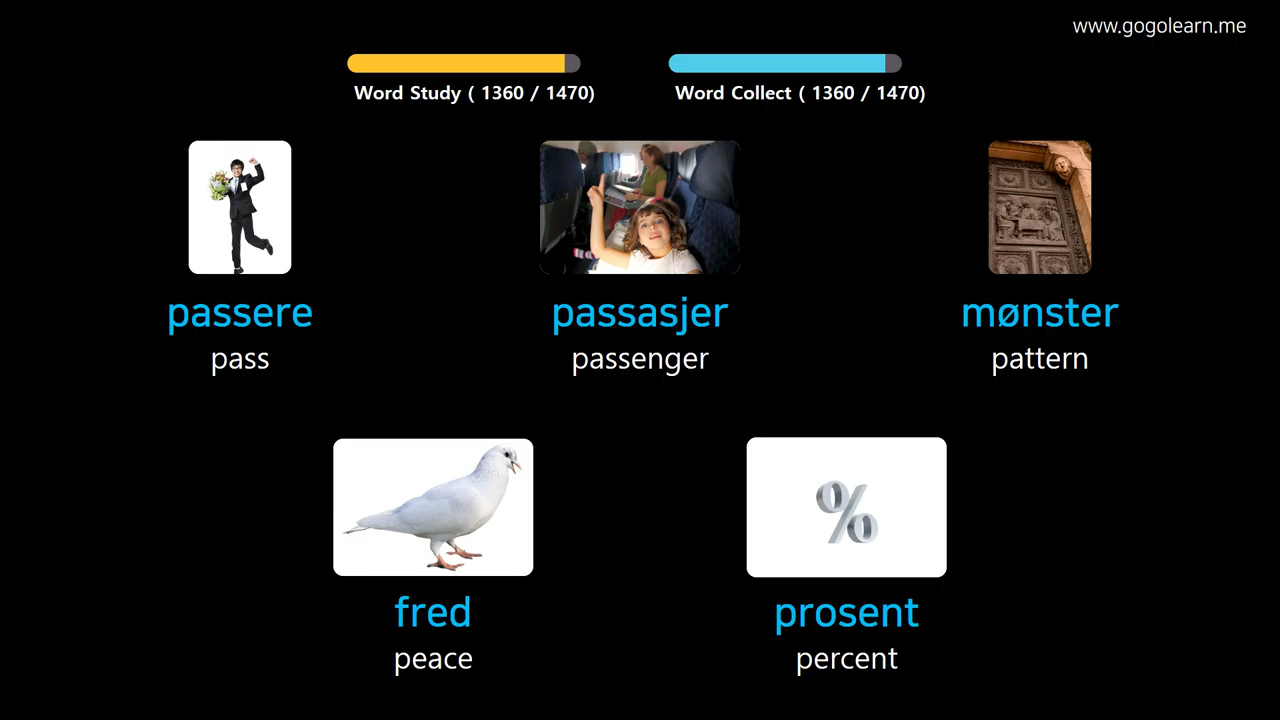 www.gogolearn.me
Word Study ( 1360 / 1470)
Word Collect ( 1360 / 1470)
passere
pass
passasjer
passenger
mønster
pattern
fred
peace
%
prosent
percent